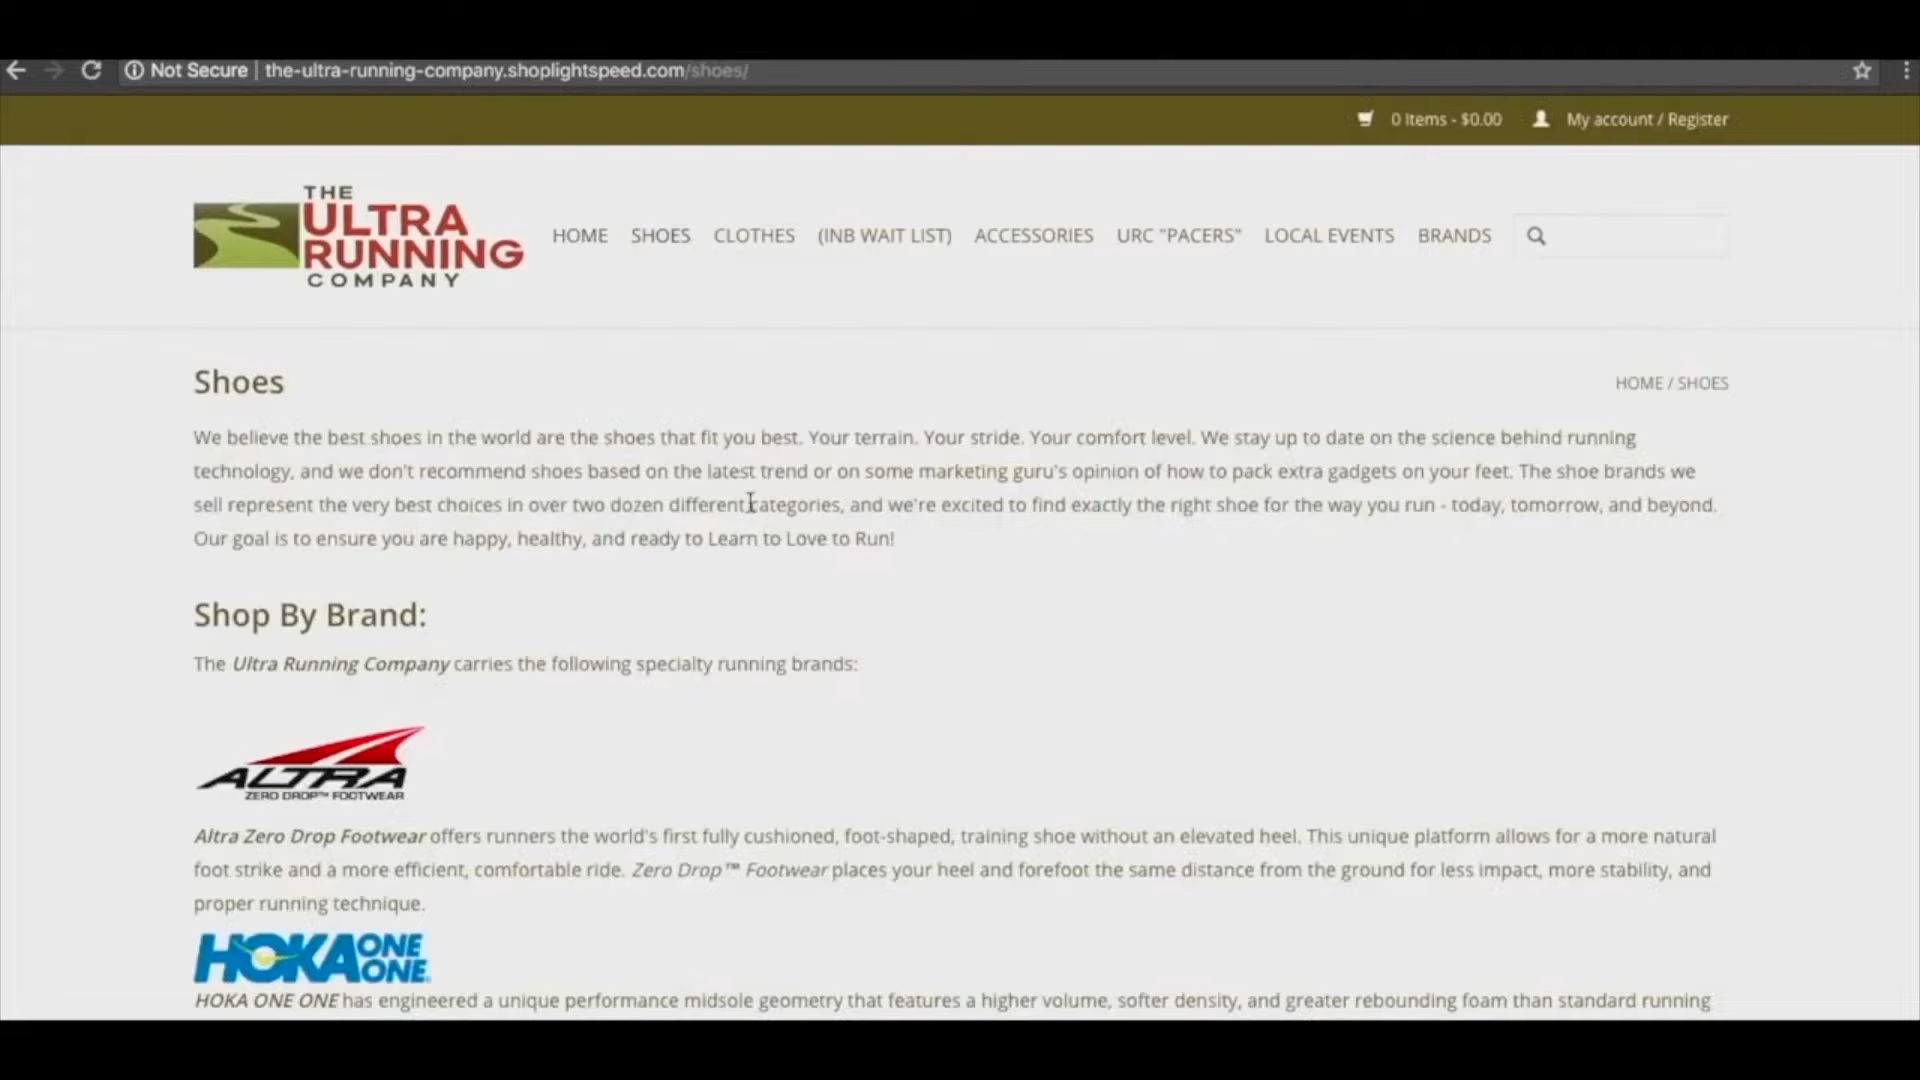 Not Secure | the-ultra-running-company.shoplightspeed.com/shoes/
0 Items - $0.00 My account / Register
THE
ULTRA
RUNNING
COMPANY
HOME SHOES CLOTHES (INB WAIT LIST) ACCESSORIES URC "PACERS" LOCAL EVENTS BRANDS
Shoes
HOME / SHOES
We believe the best shoes in the world are the shoes that fit you best. Your terrain. Your stride. Your comfort level. We stay up to date on the science behind running
technology, and we don't recommend shoes based on the latest trend or on some marketing guru's opinion of how to pack extra gadgets on your feet. The shoe brands we
sell represent the very best choices in over two dozen different categories, and we're excited to find exactly the right shoe for the way you run - today, tomorrow, and beyond.
Our goal is to ensure you are happy, healthy, and ready to Learn to Love to Run!
Shop By Brand:
The Ultra Running Company carries the following specialty running brands:
ALTRA
ZERO DROP™ FOOTWEAR
Altra Zero Drop Footwear offers runners the world's first fully cushioned, foot-shaped, training shoe without an elevated heel. This unique platform allows for a more natural
foot strike and a more efficient, comfortable ride. Zero Drop™ Footwear places your heel and forefoot the same distance from the ground for less impact, more stability, and
proper running technique.
HOKA ONE ONE
HOKA ONE ONE has engineered a unique performance midsole geometry that features a higher volume, softer density, and greater rebounding foam than standard running